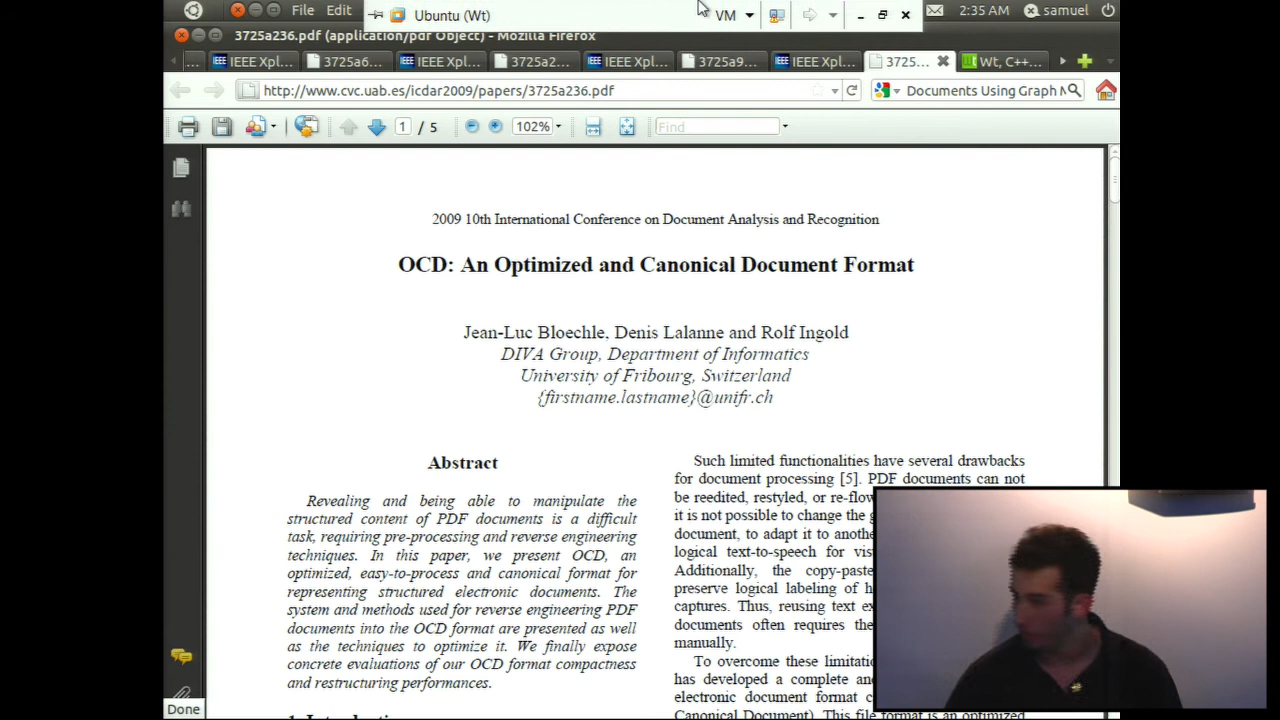 File Edit
Ubuntu (Wt)
VM
2:35 AM
samuel
3725a236.pdf (application/pdf Object) - Mozilla Firefox
...
IEEE Xpl...
3725a6...
IEEE Xpl...
3725a2...
IEEE Xpl...
3725a9...
IEEE Xpl...
3725...
Wt, C++...
http://www.cvc.uab.es/icdar2009/papers/3725a236.pdf
Documents Using Graph M
1 / 5
102%
Find
2009 10th International Conference on Document Analysis and Recognition
OCD: An Optimized and Canonical Document Format
Jean-Luc Bloechle, Denis Lalanne and Rolf Ingold
DIVA Group, Department of Informatics
University of Fribourg, Switzerland
{firstname.lastname}@unifr.ch
Abstract
Revealing and being able to manipulate the
structured content of PDF documents is a difficult
task, requiring pre-processing and reverse engineering
techniques. In this paper, we present OCD, an
optimized, easy-to-process and canonical format for
representing structured electronic documents. The
system and methods used for reverse engineering PDF
documents into the OCD format are presented as well
as the techniques to optimize it. We finally expose
concrete evaluations of our OCD format compactness
and restructuring performances.
Such limited functionalities have several drawbacks
for document processing [5]. PDF documents can not
be reedited, restyled, or re-flow
it is not possible to change the
document, to adapt it to anothe
logical text-to-speech for vis
Additionally, the copy-paste
preserve logical labeling of
captures. Thus, reusing text
documents often requires the
manually.
To overcome these limitati
has developed a complete an
electronic document format
Canonical Document). This file format is an optimized
Done